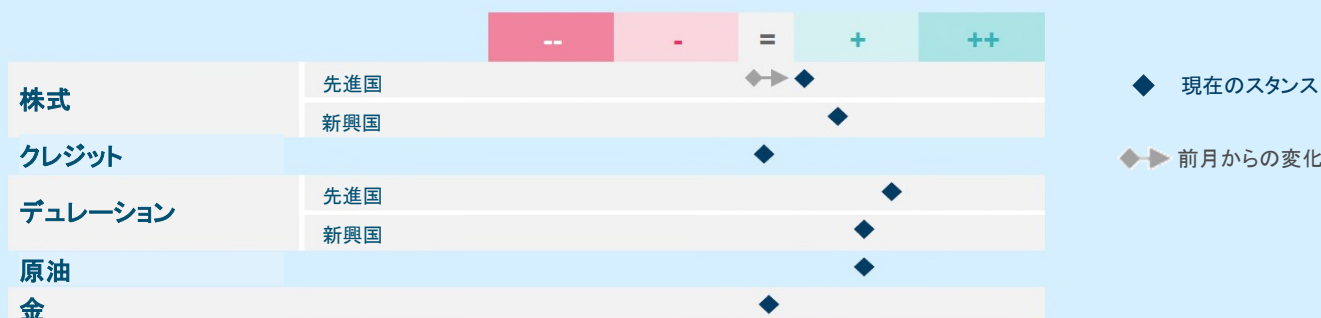 -- - = + ++
株式
先進国
新興国
クレジット
デュレーション
先進国
新興国
原油
金
現在のスタンス
前月からの変化